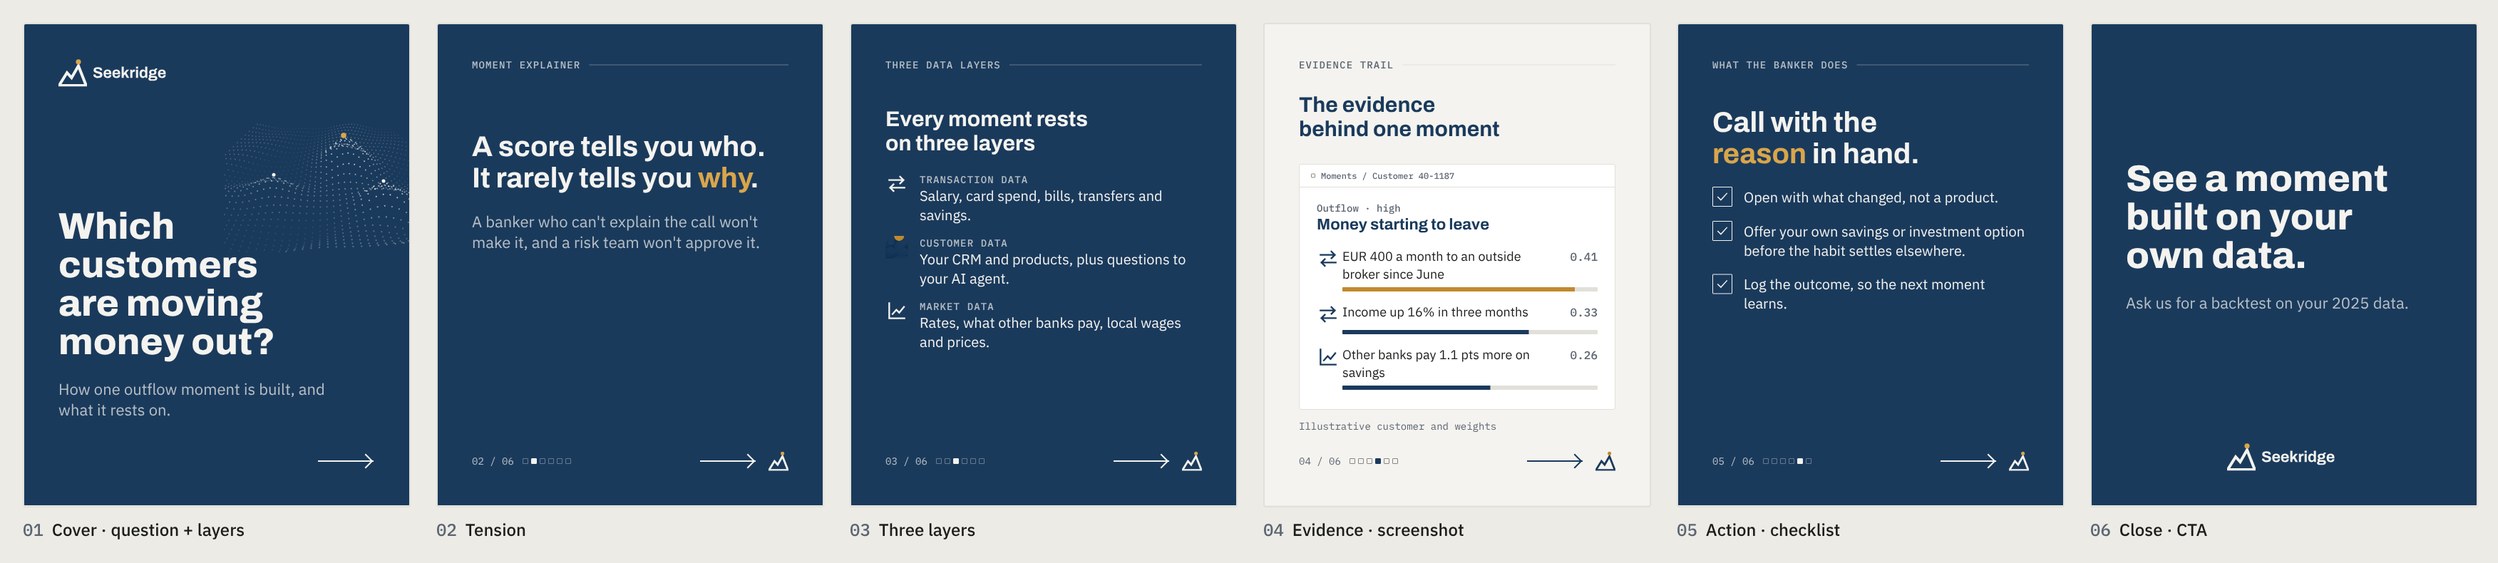 Seekridge
Which
customers
are moving
money out?
How one outflow moment is built, and
what it rests on.
01 Cover · question + layers
MOMENT EXPLAINER
A score tells you who.
It rarely tells you why.
A banker who can't explain the call won't
make it, and a risk team won't approve it.
02 / 06
02 Tension
THREE DATA LAYERS
Every moment rests
on three layers
TRANSACTION DATA
Salary, card spend, bills, transfers and
savings.
CUSTOMER DATA
Your CRM and products, plus questions to
your AI agent.
MARKET DATA
Rates, what other banks pay, local wages
and prices.
03 / 06
03 Three layers
EVIDENCE TRAIL
The evidence
behind one moment
Moments / Customer 40-1187
Outflow · high
Money starting to leave
EUR 400 a month to an outside 0.41
broker since June
Income up 16% in three months 0.33
Other banks pay 1.1 pts more on 0.26
savings
Illustrative customer and weights
04 / 06
04 Evidence · screenshot
WHAT THE BANKER DOES
Call with the
reason in hand.
Open with what changed, not a product.
Offer your own savings or investment option
before the habit settles elsewhere.
Log the outcome, so the next moment
learns.
05 / 06
05 Action · checklist
See a moment
built on your
own data.
Ask us for a backtest on your 2025 data.
Seekridge
06 Close · CTA